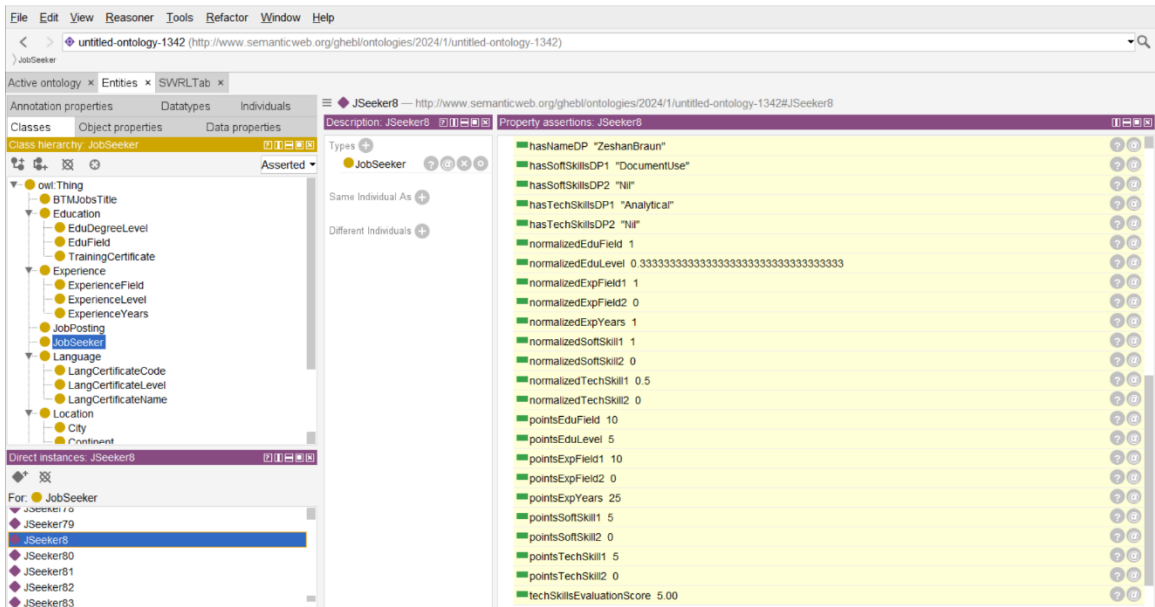 File Edit View Reasoner Tools Refactor Window Help
untitled-ontology-1342 (http://www.semanticweb.org/ghebl/ontologies/2024/1/untitled-ontology-1342)
JobSeeker
Active ontology × Entities × SWRLTab ×
Annotation properties Datatypes Individuals
Classes Object properties Data properties
Class hierarchy: JobSeeker
Asserted
owl:Thing
BTMJobsTitle
Education
EduDegreeLevel
EduField
TrainingCertificate
Experience
ExperienceField
ExperienceLevel
ExperienceYears
JobPosting
JobSeeker
Language
LangCertificateCode
LangCertificateLevel
LangCertificateName
Location
City
Continent
Direct instances: JSeeker8
For: JobSeeker
JSeeker78
JSeeker79
JSeeker8
JSeeker80
JSeeker81
JSeeker82
JSeeker83
JSeeker8 — http://www.semanticweb.org/ghebl/ontologies/2024/1/untitled-ontology-1342#JSeeker8
Description: JSeeker8
Types
JobSeeker
Same Individual As
Different Individuals
Property assertions: JSeeker8
hasNameDP "ZeshanBraun"
hasSoftSkillsDP1 "DocumentUse"
hasSoftSkillsDP2 "Nil"
hasTechSkillsDP1 "Analytical"
hasTechSkillsDP2 "Nil"
normalizedEduField 1
normalizedEduLevel 0.3333333333333333333333333333333333
normalizedExpField1 1
normalizedExpField2 0
normalizedExpYears 1
normalizedSoftSkill1 1
normalizedSoftSkill2 0
normalizedTechSkill1 0.5
normalizedTechSkill2 0
pointsEduField 10
pointsEduLevel 5
pointsExpField1 10
pointsExpField2 0
pointsExpYears 25
pointsSoftSkill1 5
pointsSoftSkill2 0
pointsTechSkill1 5
pointsTechSkill2 0
techSkillsEvaluationScore 5.00